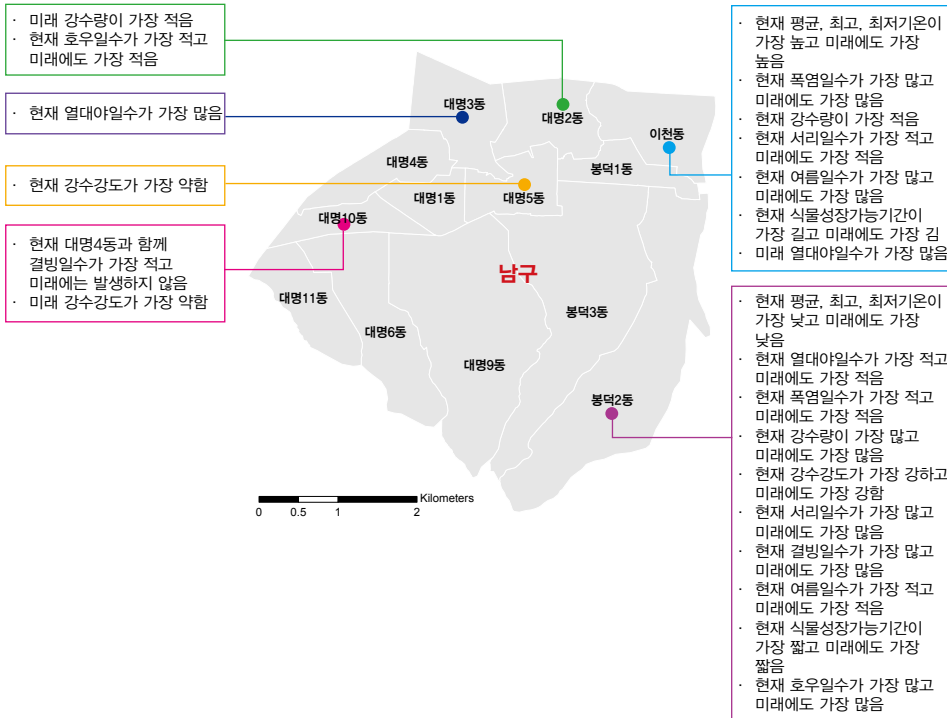 · 미래 강수량이 가장 적음
· 현재 호우일수가 가장 적고
미래에도 가장 적음
· 현재 열대야일수가 가장 많음
· 현재 강수강도가 가장 약함
· 현재 대명4동과 함께
결빙일수가 가장 적고
미래에는 발생하지 않음
· 미래 강수강도가 가장 약함
대명3동
대명2동
이천동
대명4동
봉덕1동
대명1동
대명5동
대명10동
남구
대명11동
봉덕3동
대명6동
대명9동
봉덕2동
Kilometers
0 0.5 1 2
· 현재 평균, 최고, 최저기온이
가장 높고 미래에도 가장
높음
· 현재 폭염일수가 가장 많고
미래에도 가장 많음
· 현재 강수량이 가장 적음
· 현재 서리일수가 가장 적고
미래에도 가장 적음
· 현재 여름일수가 가장 많고
미래에도 가장 많음
· 현재 식물성장가능기간이
가장 길고 미래에도 가장 김
· 미래 열대야일수가 가장 많음
· 현재 평균, 최고, 최저기온이
가장 낮고 미래에도 가장
낮음
· 현재 열대야일수가 가장 적고
미래에도 가장 적음
· 현재 폭염일수가 가장 적고
미래에도 가장 적음
· 현재 강수량이 가장 많고
미래에도 가장 많음
· 현재 강수강도가 가장 강하고
미래에도 가장 강함
· 현재 서리일수가 가장 많고
미래에도 가장 많음
· 현재 결빙일수가 가장 많고
미래에도 가장 많음
· 현재 여름일수가 가장 적고
미래에도 가장 적음
· 현재 식물성장가능기간이
가장 짧고 미래에도 가장
짧음
· 현재 호우일수가 가장 많고
미래에도 가장 많음